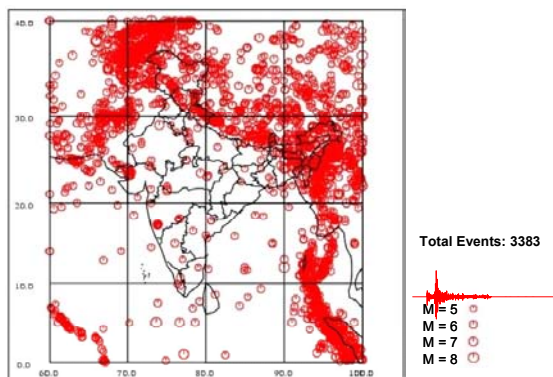 40.0
30.0
20.0
10.0
0.0
60.0 70.0 80.0 90.0 100.0
Total Events: 3383
M = 5
M = 6
M = 7
M = 8